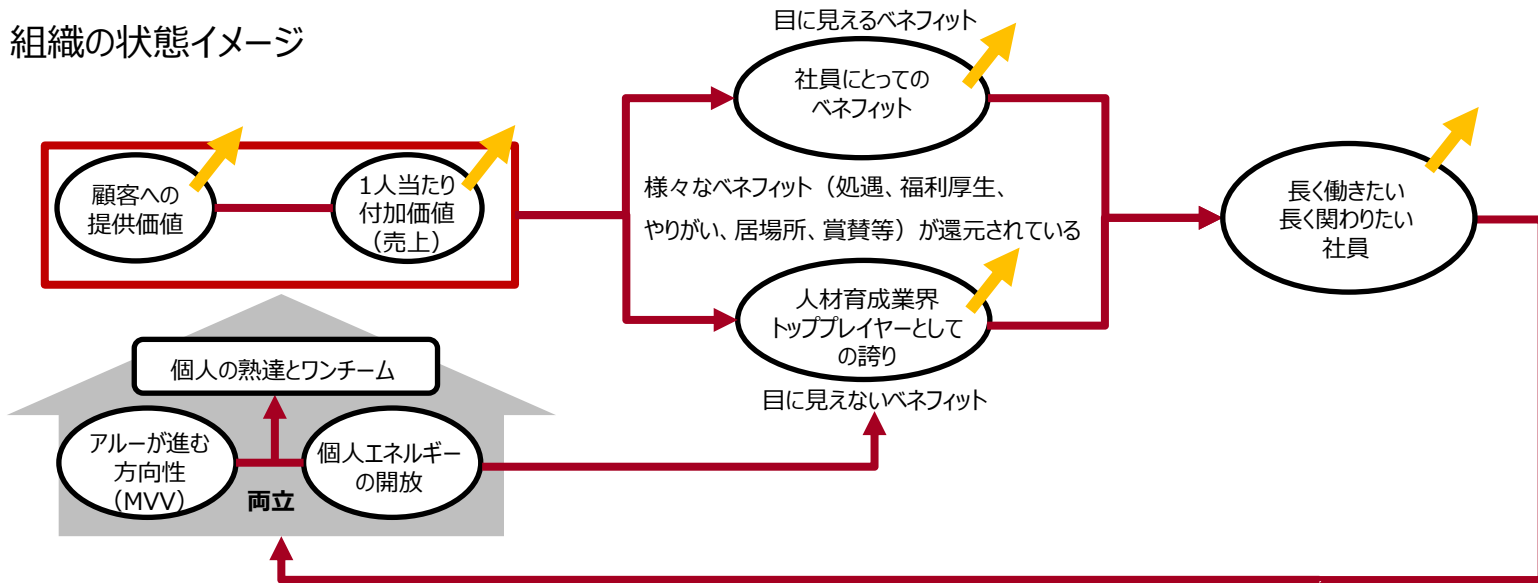 組織の状態イメージ
目に見えるベネフィット
社員にとっての
ベネフィット
顧客への
提供価値
1人当たり
付加価値
（売上）
様々なベネフィット（処遇、福利厚生、
やりがい、居場所、賞賛等）が還元されている
長く働きたい
長く関わりたい
社員
人材育成業界
トッププレイヤーとして
の誇り
目に見えないベネフィット
個人の熟達とワンチーム
アルーが進む
方向性
（MVV）
両立
個人エネルギー
の開放